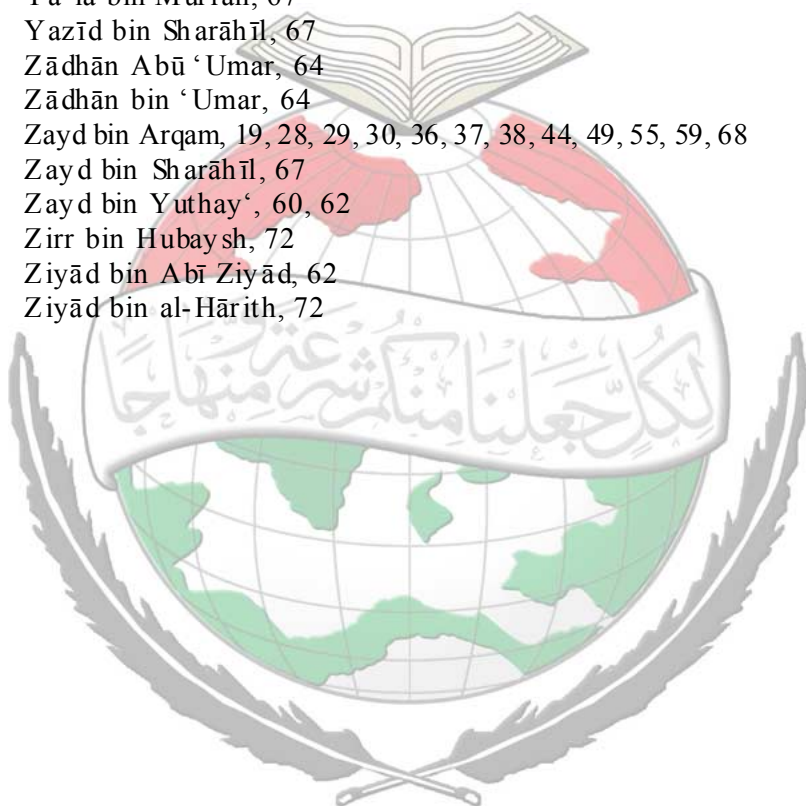 Yazīd bin Sharāhīl, 67
Zādhān Abū ‘Umar, 64
Zādhān bin ‘Umar, 64
Zayd bin Arqam, 19, 28, 29, 30, 36, 37, 38, 44, 49, 55, 59, 68
Zayd bin Sharāhīl, 67
Zayd bin Yuthay‘, 60, 62
Zirr bin Hubaysh, 72
Ziyād bin Abī Ziyād, 62
Ziyād bin al-Hārith, 72
لِكُلٍّ جَعَلْنَا مِنْكُمْ شِرْعَةً وَمِنْهَاجًا